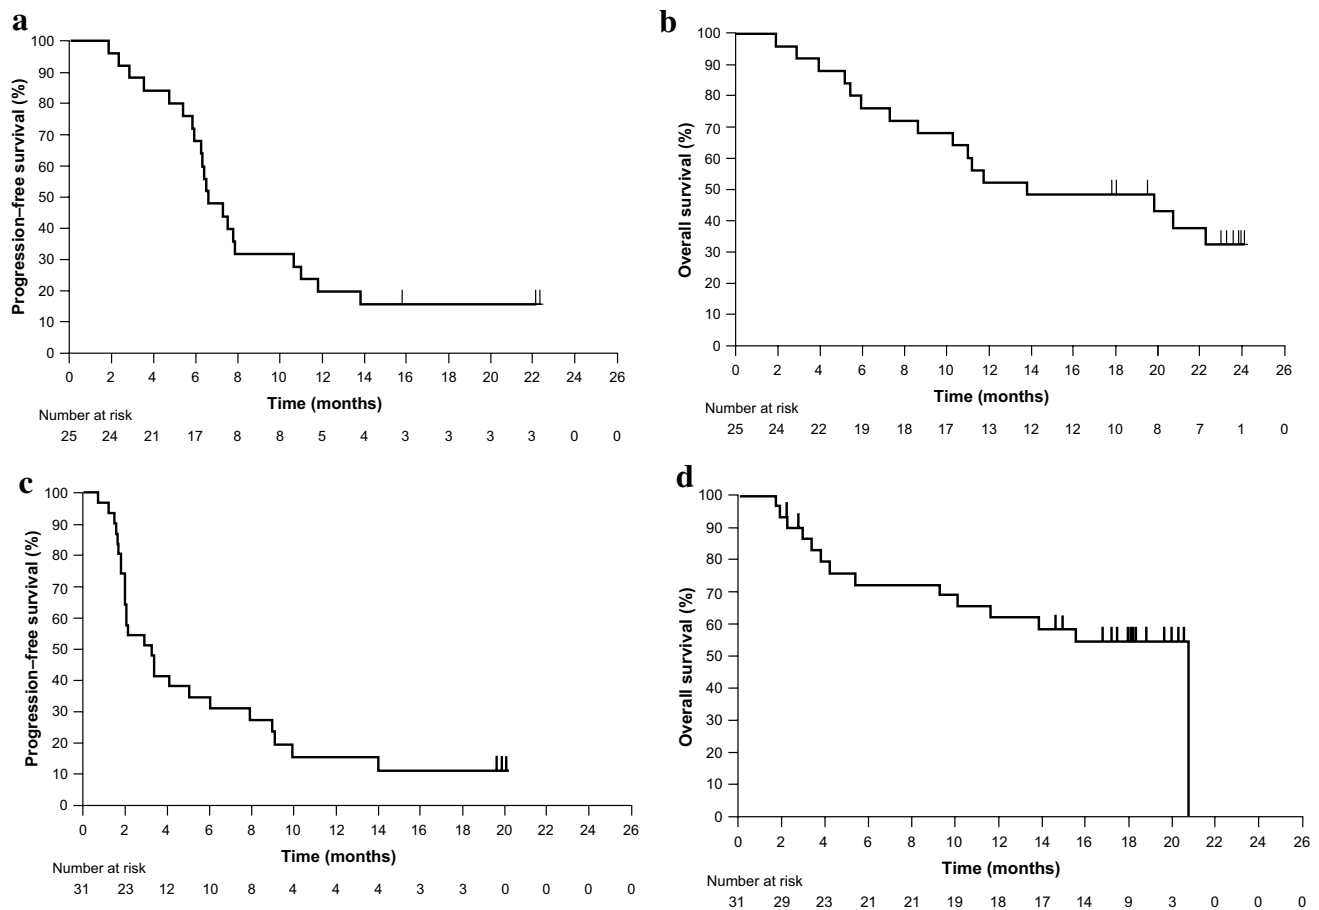 a
Progression–free survival (%)
100
90
80
70
60
50
40
30
20
10
0
0 2 4 6 8 10 12 14 16 18 20 22 24 26
Time (months)
Number at risk
25 24 21 17 8 8 5 4 3 3 3 3 0 0
b
Overall survival (%)
100
90
80
70
60
50
40
30
20
10
0
0 2 4 6 8 10 12 14 16 18 20 22 24 26
Time (months)
Number at risk
25 24 22 19 18 17 13 12 12 10 8 7 1 0
c
Progression–free survival (%)
100
90
80
70
60
50
40
30
20
10
0
0 2 4 6 8 10 12 14 16 18 20 22 24 26
Time (months)
Number at risk
31 23 12 10 8 4 4 4 3 3 0 0 0 0
d
Overall survival (%)
100
90
80
70
60
50
40
30
20
10
0
0 2 4 6 8 10 12 14 16 18 20 22 24 26
Time (months)
Number at risk
31 29 23 21 21 19 18 17 14 9 3 0 0 0